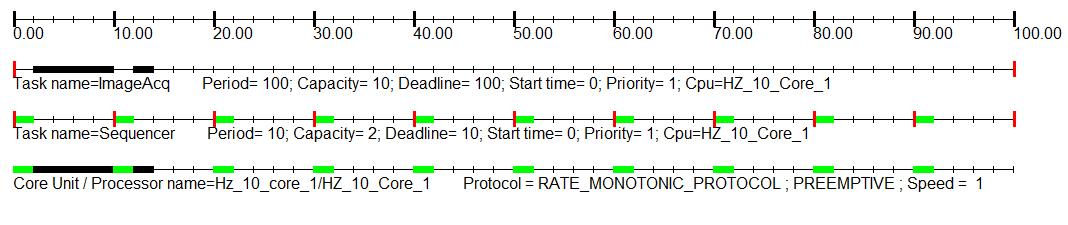 0.00 10.00 20.00 30.00 40.00 50.00 60.00 70.00 80.00 90.00 100.00
Task name=ImageAcq Period= 100; Capacity= 10; Deadline= 100; Start time= 0; Priority= 1; Cpu=HZ_10_Core_1
Task name=Sequencer Period= 10; Capacity= 2; Deadline= 10; Start time= 0; Priority= 1; Cpu=HZ_10_Core_1
Core Unit / Processor name=Hz_10_core_1/HZ_10_Core_1 Protocol = RATE_MONOTONIC_PROTOCOL ; PREEMPTIVE ; Speed = 1